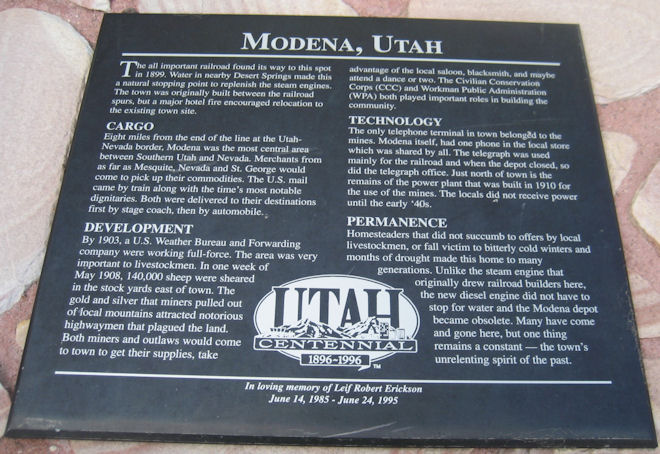 MODENA, UTAH
The all important railroad found its way to this spot
in 1899. Water in nearby Desert Springs made this
a natural stopping point to replenish the steam engines.
The town was originally built between the railroad
spurs, but a major hotel fire encouraged relocation to
the existing town site.
CARGO
Eight miles from the end of the line at the Utah-
Nevada border, Modena was the most central area
between Southern Utah and Nevada. Merchants from
as far as Mesquite, Nevada and St. George would
come to pick up their commodities. The U.S. mail
came by train along with the time's most notable
dignitaries. Both were delivered to their destinations
first by stage coach, then by automobile.
DEVELOPMENT
By 1903, a U.S. Weather Bureau and Forwarding
company were working full-force. The area was very
important to livestockmen. In one week of
May 1908, 140,000 sheep were sheared
in the stock yards east of town. The
gold and silver that miners pulled out
of local mountains attracted notorious
highwaymen that plagued the land.
Both miners and outlaws would come
to town to get their supplies, take
advantage of the local saloon, blacksmith, and maybe
attend a dance or two. The Civilian Conservation
Corps (CCC) and Workman Public Administration
(WPA) both played important roles in building the
community.
TECHNOLOGY
The only telephone terminal in town belonged to the
mines. Modena itself, had one phone in the local store
which was shared by all. The telegraph was used
mainly for the railroad and when the depot closed, so
did the telegraph office. Just north of town is the
remains of the power plant that was built in 1910 for
the use of the mines. The locals did not receive power
until the early '40s.
PERMANENCE
Homesteaders that did not succumb to offers by local
livestockmen, or fall victim to bitterly cold winters and
months of drought made this home to many
generations. Unlike the steam engine that
originally drew railroad builders here,
the new diesel engine did not have to
stop for water and the Modena depot
became obsolete. Many have come
and gone here, but one thing
remains a constant — the town's
unrelenting spirit of the past.
UTAH
CENTENNIAL
1896-1996
TM
In loving memory of Leif Robert Erickson
June 14, 1985 - June 24, 1995